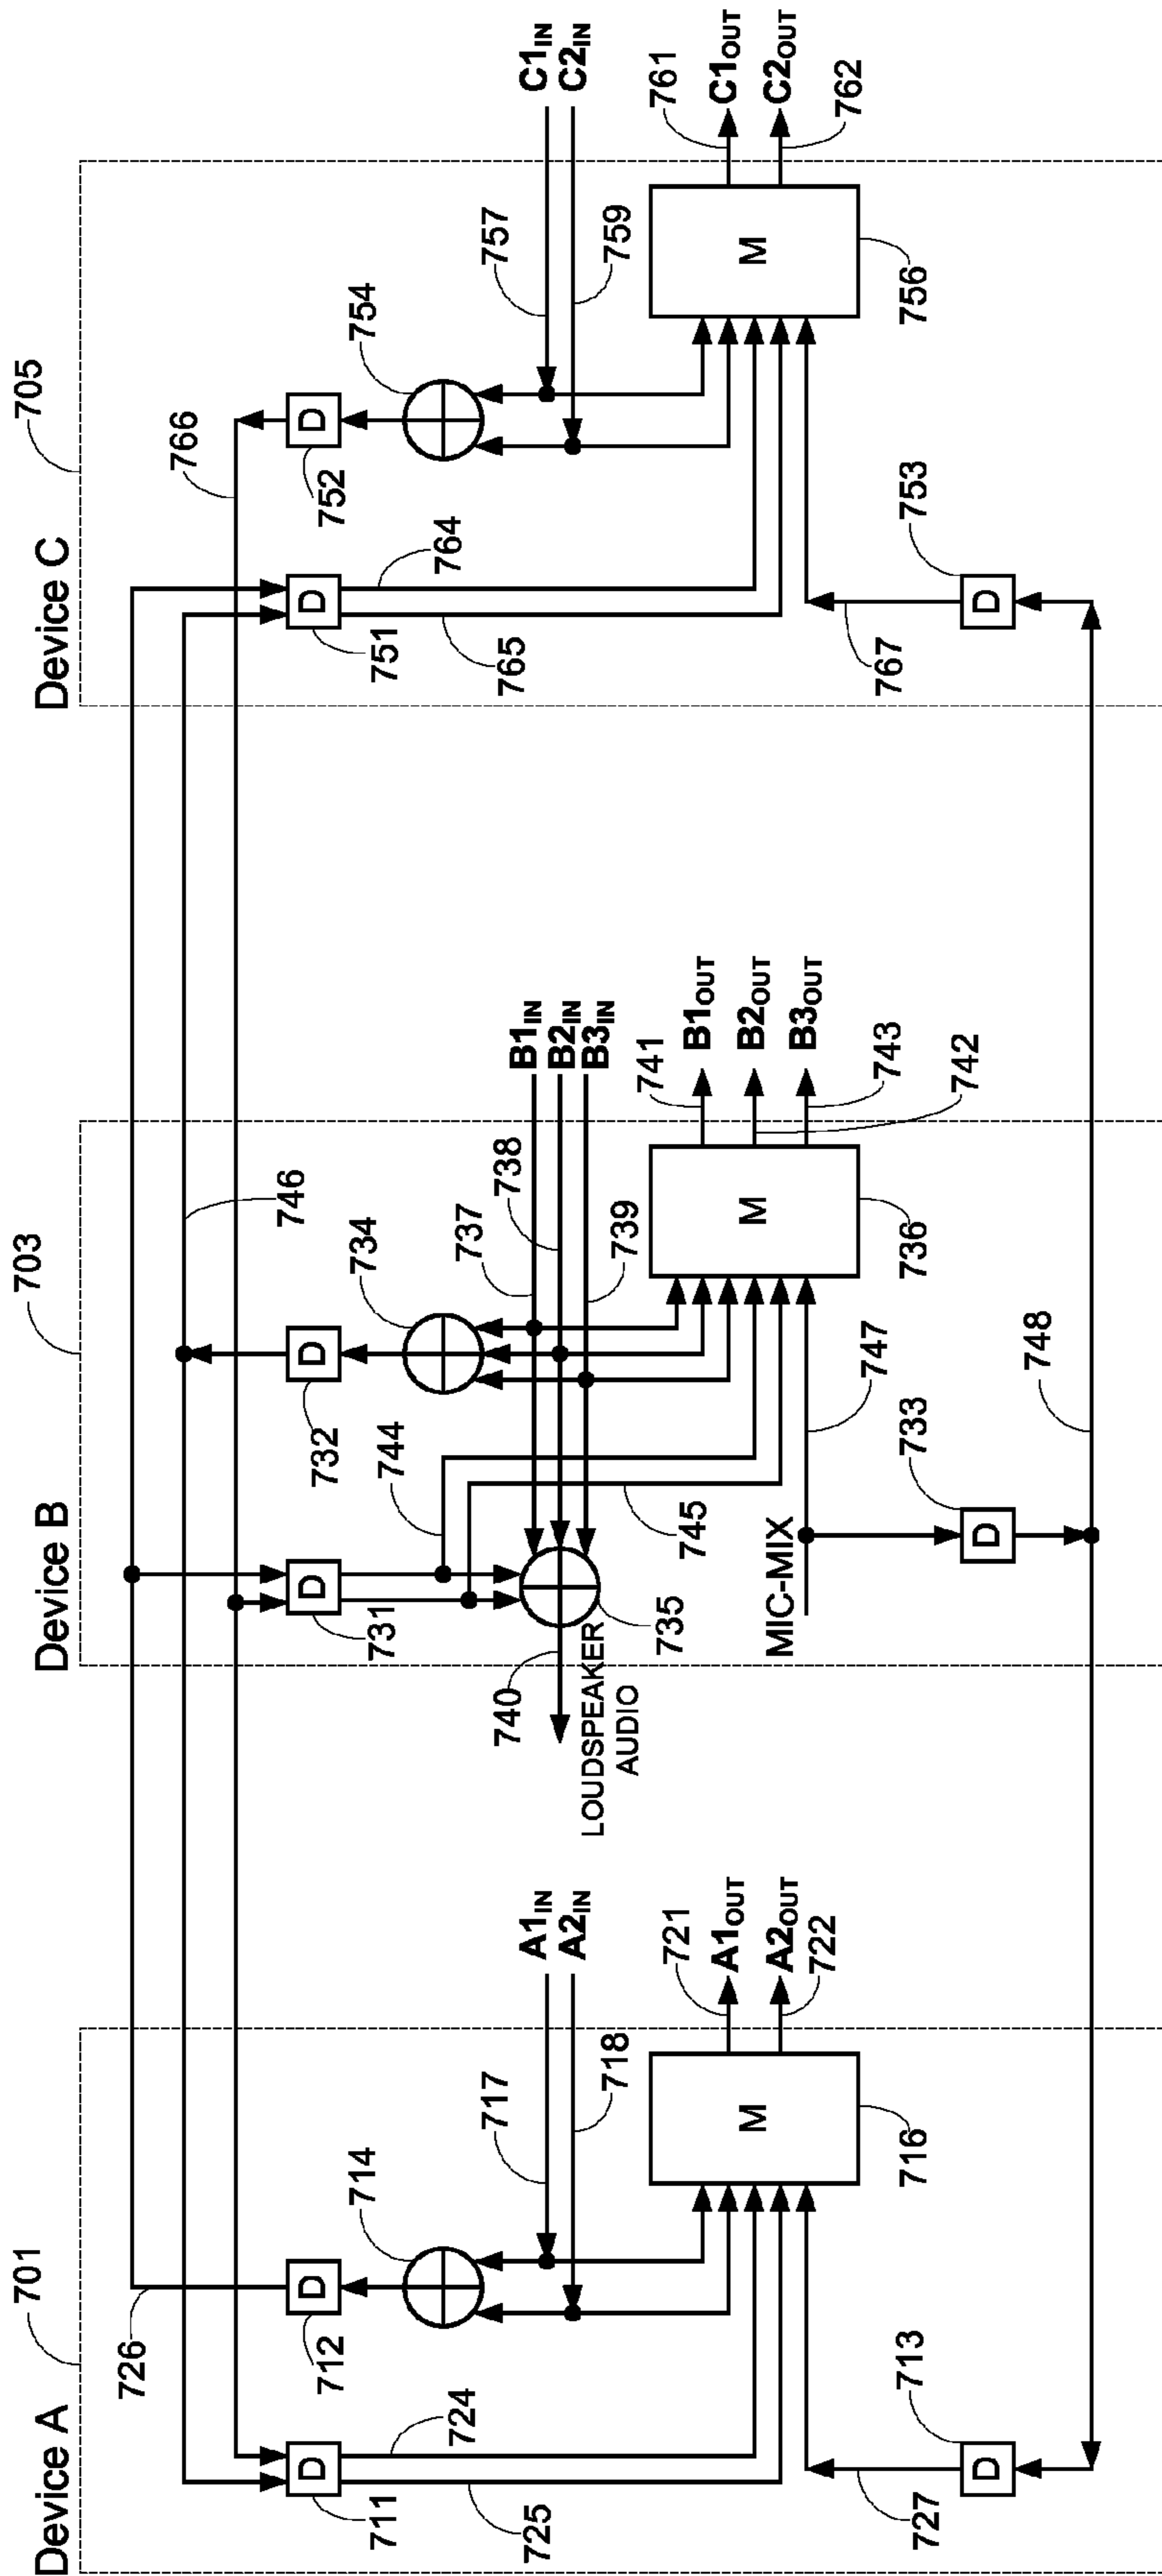 Device A
701
726
712
714
711
724
725
717
718
A1IN
A2IN
721
A1OUT
A2OUT
722
M
716
713
727
D
D
D
Device B
703
746
732
734
731
744
745
737
738
739
B1IN
B2IN
B3IN
735
740
LOUDSPEAKER
AUDIO
741
B1OUT
B2OUT
B3OUT
743
742
M
736
MIC-MIX
747
733
748
D
D
D
Device C
705
766
752
754
751
764
765
757
759
C1IN
C2IN
761
C1OUT
C2OUT
762
M
756
753
767
D
D
D